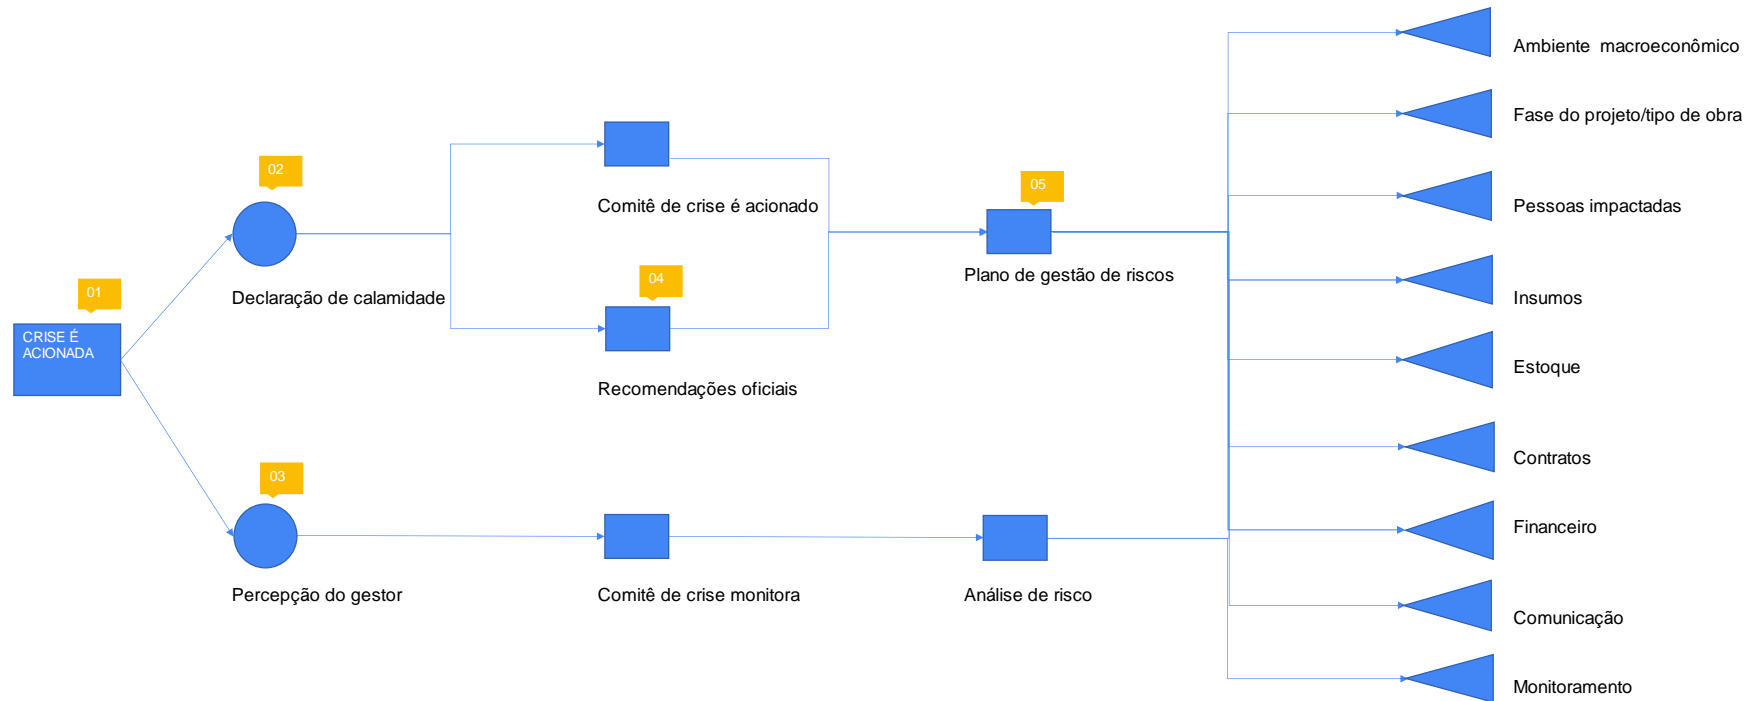 01
CRISE É
ACIONADA
02
Declaração de calamidade
03
Percepção do gestor
Comitê de crise é acionado
04
Recomendações oficiais
Comitê de crise monitora
05
Plano de gestão de riscos
Análise de risco
Ambiente macroeconômico
Fase do projeto/tipo de obra
Pessoas impactadas
Insumos
Estoque
Contratos
Financeiro
Comunicação
Monitoramento